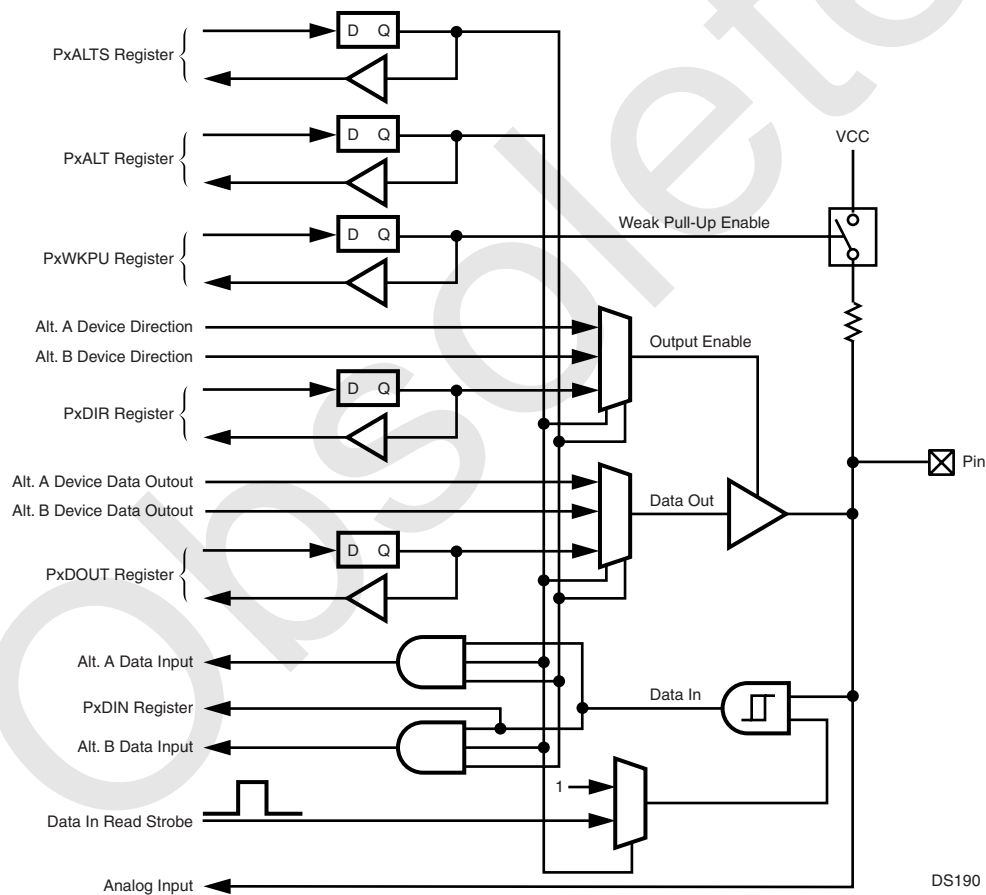 PxALTS Register
D Q
PxALT Register
D Q
VCC
PxWKPU Register
D Q
Weak Pull-Up Enable
Alt. A Device Direction
Alt. B Device Direction
Output Enable
PxDIR Register
D Q
Pin
Alt. A Device Data Outout
Alt. B Device Data Outout
Data Out
PxDOUT Register
D Q
Alt. A Data Input
PxDIN Register
Data In
Alt. B Data Input
1
Data In Read Strobe
Analog Input
DS190
Obsolete